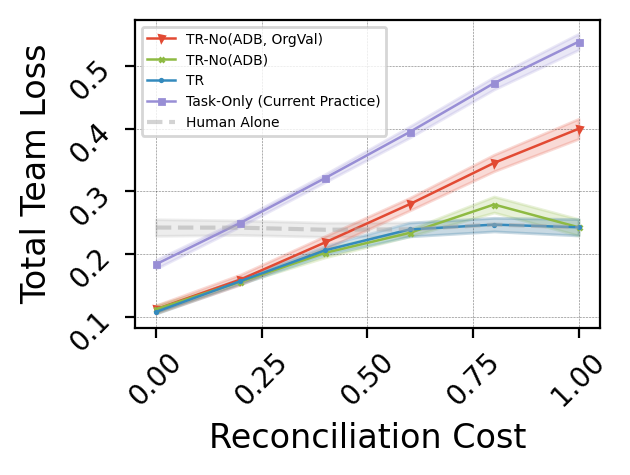 TR-No(ADB, OrgVal)
TR-No(ADB)
TR
Task-Only (Current Practice)
Human Alone
Total Team Loss
0.5
0.4
0.3
0.2
0.1
0.00 0.25 0.50 0.75 1.00
Reconciliation Cost